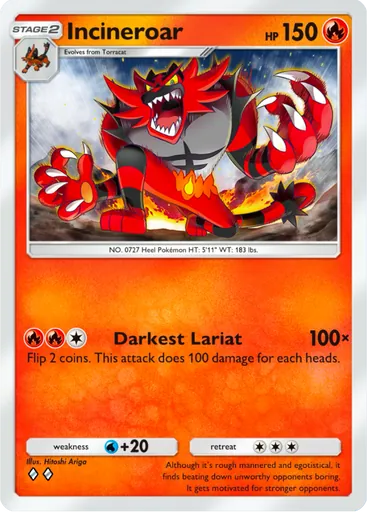 STAGE 2
Incineroar
HP 150
Evolves from Torracat
NO. 0727 Heel Pokémon HT: 5'11" WT: 183 lbs.
Darkest Lariat 100×
Flip 2 coins. This attack does 100 damage for each heads.
weakness +20 retreat
Illus. Hitoshi Ariga
Although it's rough mannered and egotistical, it
finds beating down unworthy opponents boring.
It gets motivated for stronger opponents.